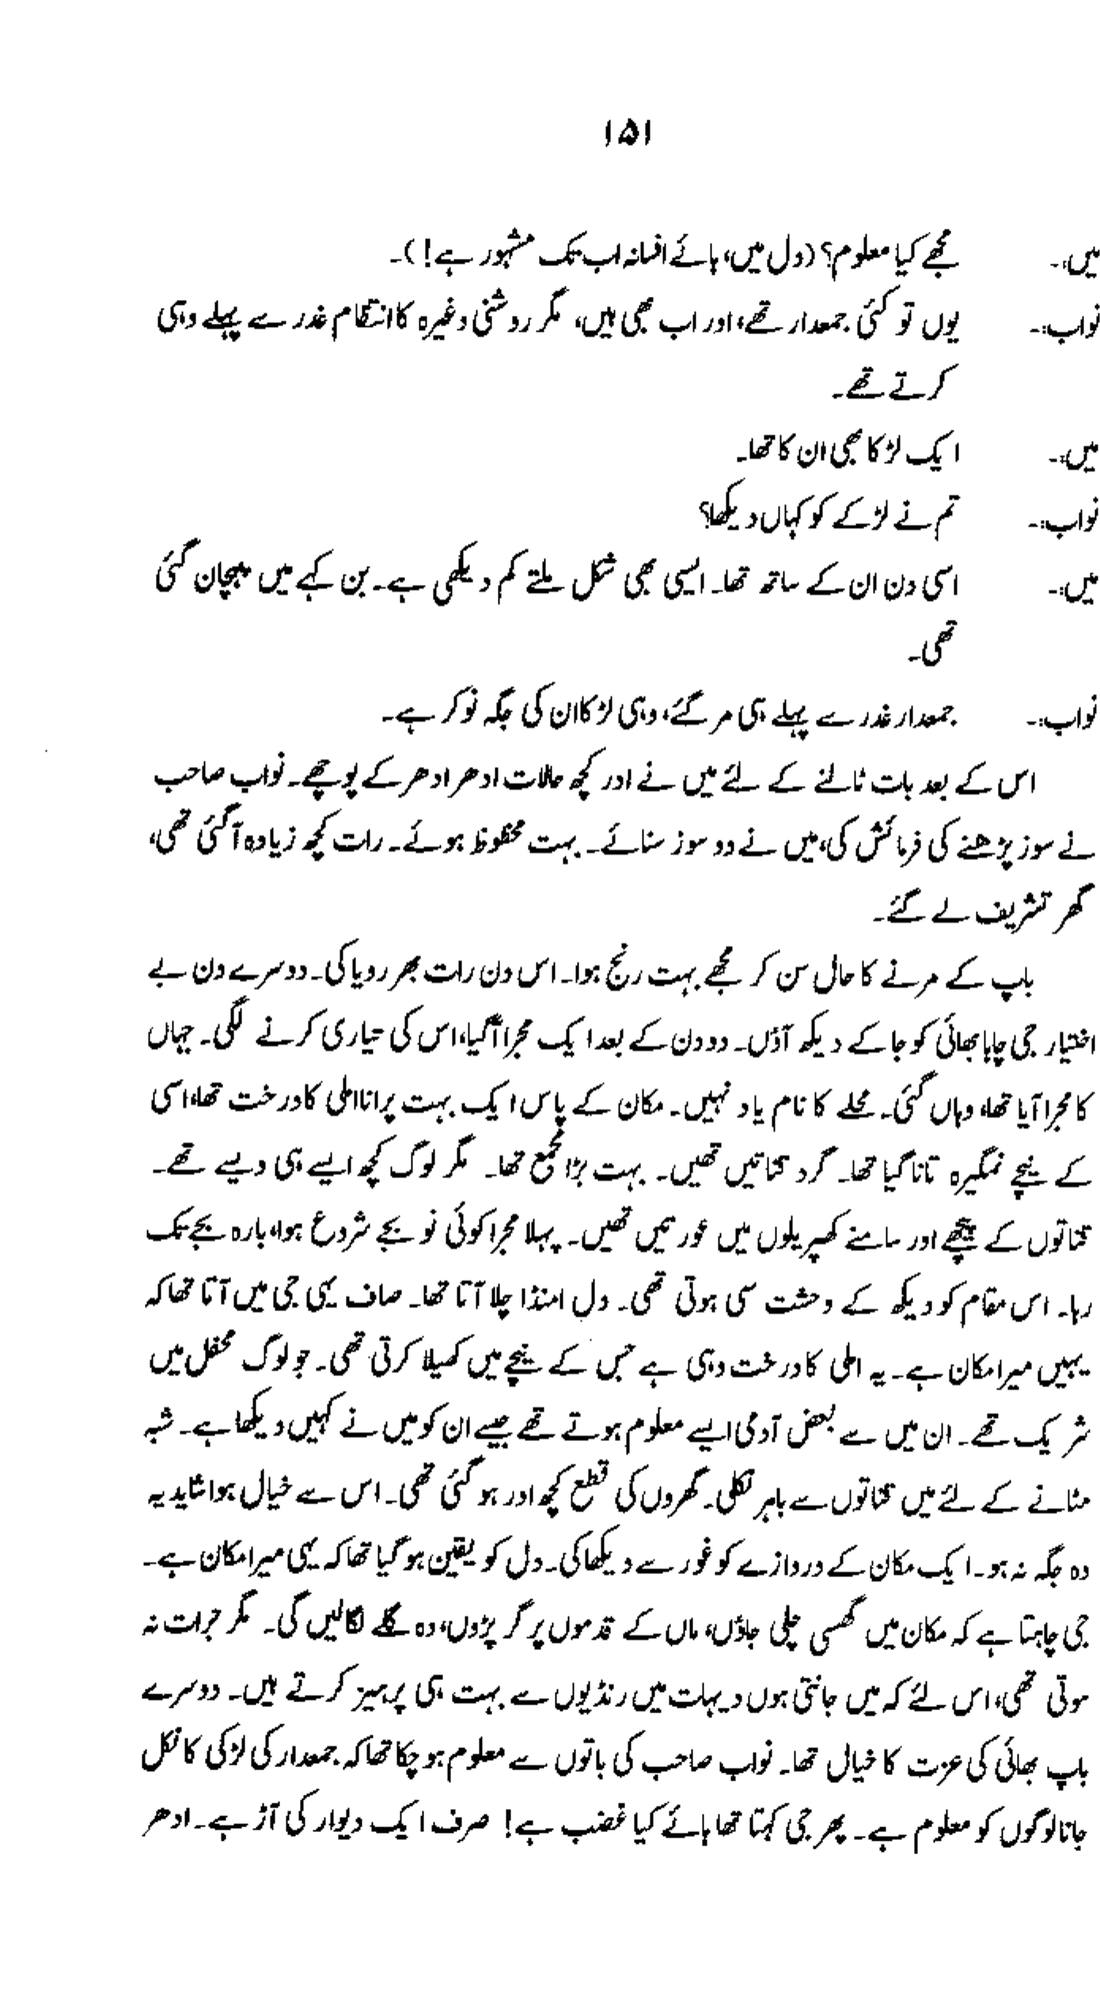 ۱۵۱
میں:۔ مجھے کیا معلوم؟ (دل میں، ہائے افسانہ اب تک مشہور ہے!)۔
نواب:۔ یوں تو کئی جمعدار تھے، اور اب بھی ہیں، مگر روشنی وغیرہ کا انتظام غدر سے پہلے وہی
کرتے تھے۔
میں:۔ ایک لڑکا بھی ان کا تھا۔
نواب:۔ تم نے لڑکے کو کہاں دیکھا؟
میں:۔ اسی دن ان کے ساتھ تھا۔ ایسی بھی شکل ملتے کم دیکھی ہے۔ بن کہے میں پہچان گئی
تھی۔
نواب:۔ جمعدار غدر سے پہلے ہی مر گئے، وہی لڑکا ان کی جگہ نوکر ہے۔
اس کے بعد بات ٹالنے کے لئے میں نے اور کچھ حالات ادھر ادھر کے پوچھے۔ نواب صاحب
نے سوز پڑھنے کی فرمائش کی، میں نے دو سوز سنائے۔ بہت محظوظ ہوئے۔ رات کچھ زیادہ آ گئی تھی،
گھر تشریف لے گئے۔
باپ کے مرنے کا حال سن کر مجھے بہت رنج ہوا۔ اس دن رات بھر رویا کی۔ دوسرے دن بے
اختیار جی چاہا بھائی کو جا کے دیکھ آؤں۔ دو دن کے بعد ایک مجرا آ گیا، اس کی تیاری کرنے لگی۔ جہاں
کا مجرا آیا تھا، وہاں گئی۔ محلے کا نام یاد نہیں۔ مکان کے پاس ایک بہت پرانا املی کا درخت تھا، اسی
کے نیچے نمگیرہ تانا گیا تھا۔ گرد قناتیں تھیں۔ بہت بڑا مجمع تھا۔ مگر لوگ کچھ ایسے ہی ویسے تھے۔
قناتوں کے پیچھے اور سامنے کھپریلوں میں عورتیں تھیں۔ پہلا مجرا کوئی نو بجے شروع ہوا، بارہ بجے تک
رہا۔ اس مقام کو دیکھ کے وحشت سی ہوتی تھی۔ دل امنڈا چلا آتا تھا۔ صاف یہی جی میں آتا تھا کہ
یہیں میرا مکان ہے۔ یہ املی کا درخت وہی ہے جس کے نیچے میں کھیلا کرتی تھی۔ جو لوگ محفل میں
شریک تھے۔ ان میں سے بعض آدمی ایسے معلوم ہوتے تھے جیسے ان کو میں نے کہیں دیکھا ہے۔ شبہ
مٹانے کے لئے میں قناتوں سے باہر نکلی۔ گھروں کی قطع کچھ اور ہو گئی تھی۔ اس سے خیال ہوا شاید یہ
وہ جگہ نہ ہو۔ ایک مکان کے دروازے کو غور سے دیکھا کی۔ دل کو یقین ہو گیا تھا کہ یہی میرا مکان ہے۔
جی چاہتا ہے کہ مکان میں گھسی چلی جاؤں، ماں کے قدموں پر گر پڑوں، وہ گلے لگا لیں گی۔ مگر جرات نہ
ہوتی تھی، اس لئے کہ میں جانتی ہوں دیہات میں رنڈیوں سے بہت ہی پرہیز کرتے ہیں۔ دوسرے
باپ بھائی کی عزت کا خیال تھا۔ نواب صاحب کی باتوں سے معلوم ہو چکا تھا کہ جمعدار کی لڑکی کا نکل
جانا لوگوں کو معلوم ہے۔ پھر جی کہتا تھا ہائے کیا غضب ہے! صرف ایک دیوار کی آڑ ہے۔ ادھر